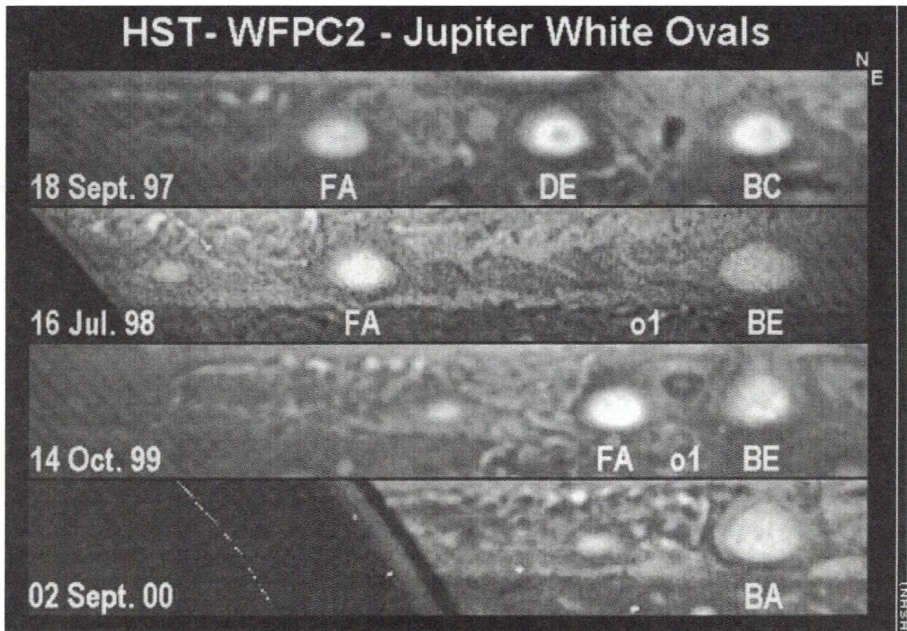 HST- WFPC2 - Jupiter White Ovals
N
E
18 Sept. 97 FA DE BC
16 Jul. 98 FA o1 BE
14 Oct. 99 FA o1 BE
02 Sept. 00 BA